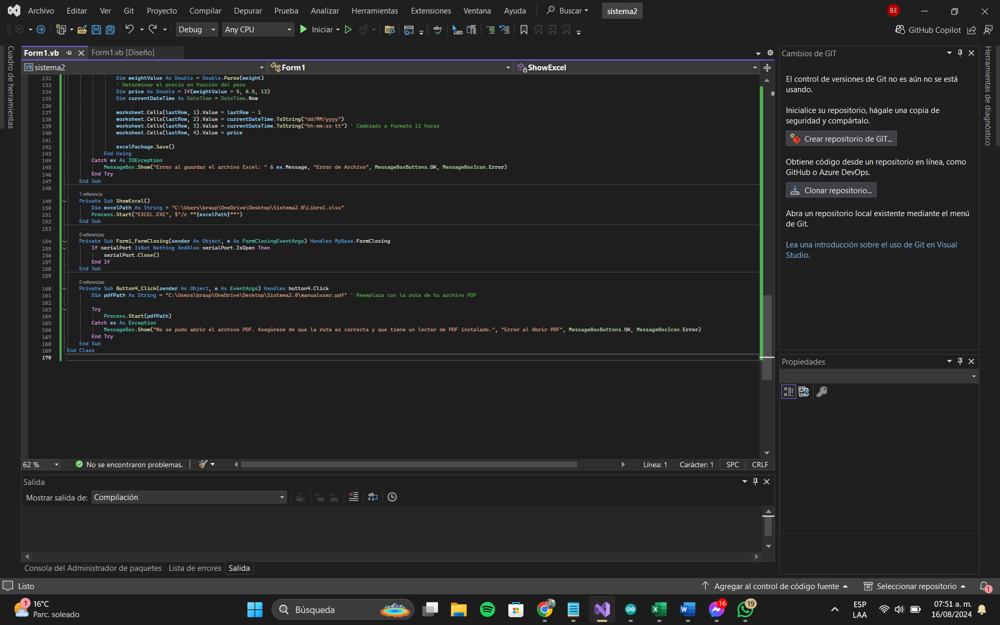 Archivo Editar Ver Git Proyecto Compilar Depurar Prueba Analizar Herramientas Extensiones Ventana Ayuda Buscar sistema2 BE
Debug Any CPU Iniciar GitHub Copilot
Cuadro de herramientas
Form1.vb Form1.vb [Diseño]
VB sistema2 Form1 ShowExcel
132 Dim weightValue As Double = Double.Parse(weight)
133 ' Determinar el precio en función del peso
134 Dim price As Double = If(weightValue = 5, 6.5, 13)
135 Dim currentDateTime As DateTime = DateTime.Now
136
137 worksheet.Cells(lastRow, 1).Value = lastRow - 1
138 worksheet.Cells(lastRow, 2).Value = currentDateTime.ToString("dd/MM/yyyy")
139 worksheet.Cells(lastRow, 3).Value = currentDateTime.ToString("hh:mm:ss tt") ' Cambiado a formato 12 horas
140 worksheet.Cells(lastRow, 4).Value = price
141
142 excelPackage.Save()
143 End Using
144 Catch ex As IOException
145 MessageBox.Show("Error al guardar el archivo Excel: " & ex.Message, "Error de Archivo", MessageBoxButtons.OK, MessageBoxIcon.Error)
146 End Try
147 End Sub
148
1 referencia
149 Private Sub ShowExcel()
150 Dim excelPath As String = "C:\Users\braup\OneDrive\Desktop\Sistema2.0\Libro1.xlsx"
151 Process.Start("EXCEL.EXE", $"/r ""{excelPath}""")
152 End Sub
153
0 referencias
154 Private Sub Form1_FormClosing(sender As Object, e As FormClosingEventArgs) Handles MyBase.FormClosing
155 If serialPort IsNot Nothing AndAlso serialPort.IsOpen Then
156 serialPort.Close()
157 End If
158 End Sub
159
0 referencias
160 Private Sub Button4_Click(sender As Object, e As EventArgs) Handles button4.Click
161 Dim pdfPath As String = "C:\Users\braup\OneDrive\Desktop\Sistema2.0\manualuser.pdf" ' Reemplaza con la ruta de tu archivo PDF
162
163 Try
164 Process.Start(pdfPath)
165 Catch ex As Exception
166 MessageBox.Show("No se pudo abrir el archivo PDF. Asegúrese de que la ruta es correcta y que tiene un lector de PDF instalado.", "Error al Abrir PDF", MessageBoxButtons.OK, MessageBoxIcon.Error)
167 End Try
168 End Sub
169 End Class
170
62 % No se encontraron problemas. Línea: 1 Carácter: 1 SPC CRLF
Salida
Mostrar salida de: Compilación
Consola del Administrador de paquetes Lista de errores Salida
Cambios de GIT
El control de versiones de Git no es aún no se está
usando.
Inicialice su repositorio, hágale una copia de
seguridad y compártalo.
Crear repositorio de GIT...
Obtiene código desde un repositorio en línea, como
GitHub o Azure DevOps.
Clonar repositorio...
Abra un repositorio local existente mediante el menú
de Git.
Lea una introducción sobre el uso de Git en Visual
Studio.
Propiedades
Herramientas de diagnóstico
Listo Agregar al control de código fuente Seleccionar repositorio 1
1 16°C
Parc. soleado
Búsqueda
16
19
ESP
LAA
07:51 a. m.
16/08/2024